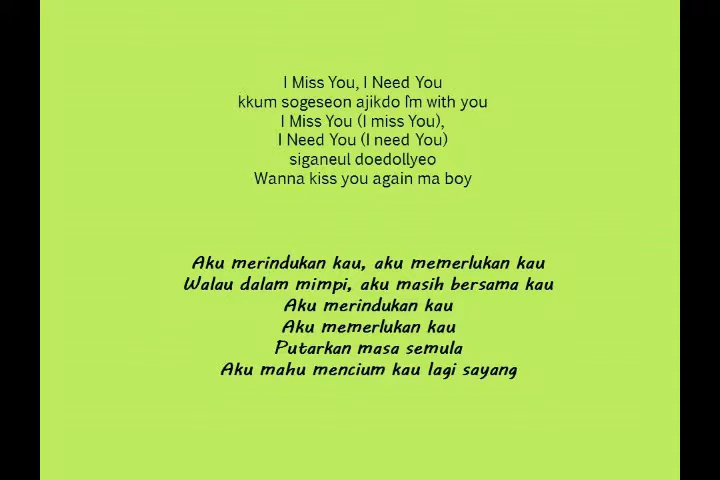 I Miss You, I Need You
kkum sogeseon ajikdo I'm with you
I Miss You (I miss You),
I Need You (I need You)
siganeul doedollyeo
Wanna kiss you again ma boy
Aku merindukan kau, aku memerlukan kau
Walau dalam mimpi, aku masih bersama kau
Aku merindukan kau
Aku memerlukan kau
Putarkan masa semula
Aku mahu mencium kau lagi sayang